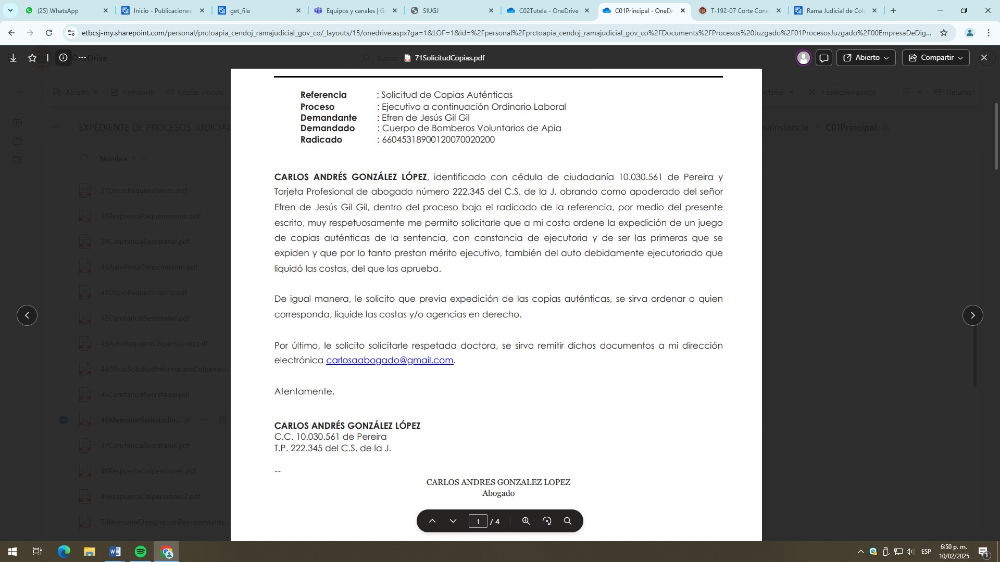 (25) WhatsApp
Inicio - Publicaciones
get_file
Equipos y canales | G
SIUGJ
C02Tutela - OneDrive
C01Principal - OneDr
T-192-07 Corte Const
Rama Judicial de Col
etbcsj-my.sharepoint.com/personal/prctoapia_cendoj_ramajudicial_gov_co/_layouts/15/onedrive.aspx?ga=1&LOF=1&id=%2Fpersonal%2Fprctoapia_cendoj_ramajudicial_gov_co%2FDocuments%2FProcesos%20Juzgado%2F01ProcesosJuzgado%2F00EmpresaDeDig...
OneDrive
Buscar
71SolicitudCopias.pdf
Abierto
Compartir
Abierto
Compartir
Copiar vínculo
rdenar
1 seleccionado(s)
Detalles
EXPEDIENTE DE PROCESOS JUDICIAL
eraInstancia
C01Principal
Nombre
37OficioRequerimiento.pdf
38RespuestaRequerimiento.pdf
39ConstanciaSecretarial.pdf
40AutoPoneConocimiento.pdf
41OficioRequerimiento.pdf
42ConstanciaSecretarial.pdf
43AutoRequiereColpensiones.pdf
44OficioSolicitudInformacionColpensio...
45ConstanciaSecretarial.pdf
46MemorialSolicitudIn...
47ConstanciaSecretarial.pdf
48RespuestaColpensiones.pdf
49RespuestaColpensiones2.pdf
50MemorialDesignacionRepresentante...
Referencia : Solicitud de Copias Auténticas
Proceso : Ejecutivo a continuación Ordinario Laboral
Demandante : Efren de Jesús Gil Gil
Demandado : Cuerpo de Bomberos Voluntarios de Apia
Radicado : 66045318900120070020200
CARLOS ANDRÉS GONZÁLEZ LÓPEZ, identificado con cédula de ciudadanía 10.030.561 de Pereira y
Tarjeta Profesional de abogado número 222.345 del C.S. de la J, obrando como apoderado del señor
Efren de Jesús Gil Gil, dentro del proceso bajo el radicado de la referencia, por medio del presente
escrito, muy respetuosamente me permito solicitarle que a mi costa ordene la expedición de un juego
de copias auténticas de la sentencia, con constancia de ejecutoria y de ser las primeras que se
expiden y que por lo tanto prestan mérito ejecutivo, también del auto debidamente ejecutoriado que
liquidó las costas, del que las aprueba.
De igual manera, le solicito que previa expedición de las copias auténticas, se sirva ordenar a quien
corresponda, liquide las costas y/o agencias en derecho.
Por último, le solicito solicitarle respetada doctora, se sirva remitir dichos documentos a mi dirección
electrónica carlosaabogado@gmail.com.
Atentamente,
CARLOS ANDRÉS GONZÁLEZ LÓPEZ
C.C. 10.030.561 de Pereira
T.P. 222.345 del C.S. de la J.
--
CARLOS ANDRES GONZALEZ LOPEZ
Abogado
1 / 4
ESP
6:50 p. m.
10/02/2025
1